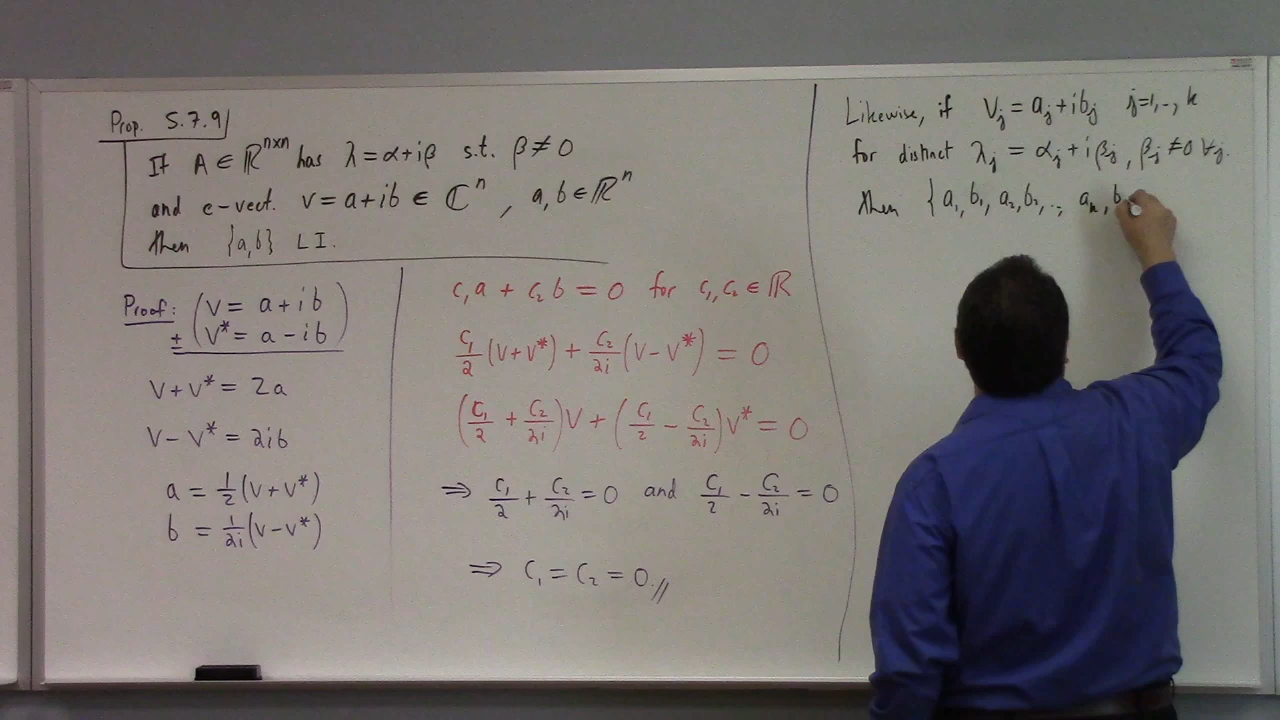 Prop. 5.7.9
If A ∈ ℝⁿˣⁿ has λ = α + iβ s.t. β ≠ 0
and e-vect. v = a + ib ∈ ℂⁿ, a, b ∈ ℝⁿ
then {a,b} LI.
Proof: ( v = a + ib )
± ( v* = a - ib )
v + v* = 2a
v - v* = 2ib
a = 1/2 (v + v*)
b = 1/2i (v - v*)
c₁a + c₂b = 0 for c₁, c₂ ∈ ℝ
c₁/2 (v + v*) + c₂/2i (v - v*) = 0
(c₁/2 + c₂/2i) v + (c₁/2 - c₂/2i) v* = 0
⇒ c₁/2 + c₂/2i = 0 and c₁/2 - c₂/2i = 0
⇒ c₁ = c₂ = 0.//
Likewise, if vⱼ = aⱼ + ibⱼ j=1,..,k
for distinct λⱼ = αⱼ + iβⱼ, βⱼ ≠ 0 ∀j.
then {a₁, b₁, a₂, b₂, .., aₖ, b